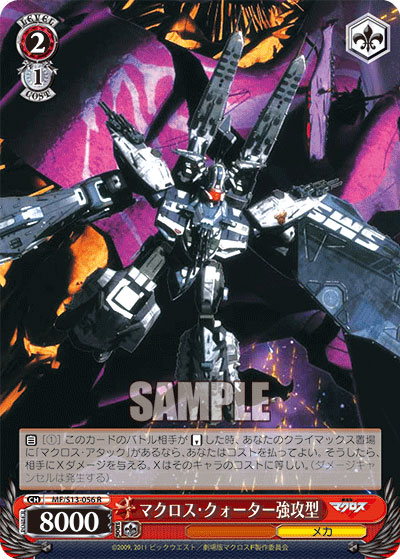 LEVEL
2
1
COST
SMS
SAMPLE
【自】［①］このカードのバトル相手が した時、あなたのクライマックス置場
に「マクロス・アタック」があるなら、あなたはコストを払ってよい。そうしたら、
相手にXダメージを与える。Xはそのキャラのコストに等しい。（ダメージキ
ャンセルは発生する）
CH MF/S13-056 R
POWER
8000
マクロス・クォーター強攻型
マクロス
メカ
©2009, 2011 ビックウエスト／劇場版マクロスF製作委員会